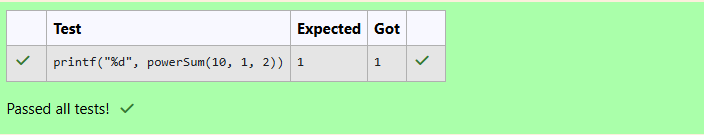 Test Expected Got
printf("%d", powerSum(10, 1, 2)) 1 1
Passed all tests!